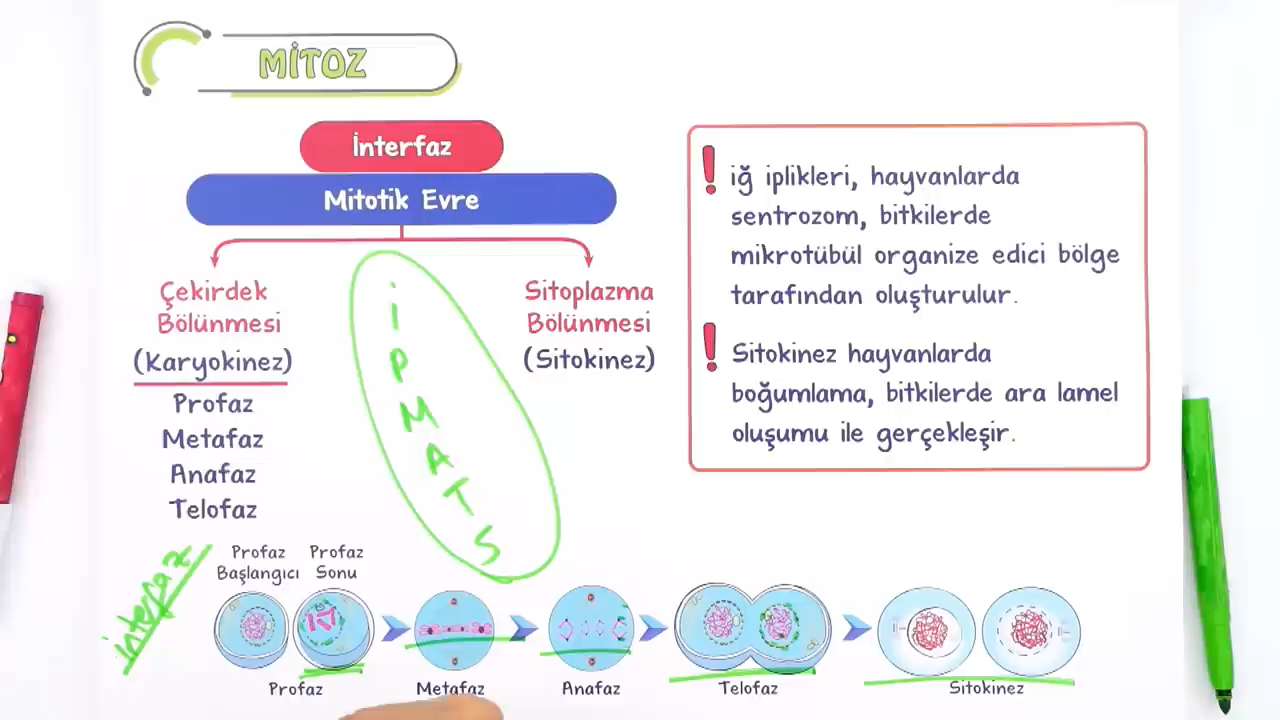 MİTOZ
İnterfaz
Mitotik Evre
Çekirdek
Bölünmesi
(Karyokinez)
Profaz
Metafaz
Anafaz
Telofaz
i
P
M
A
T
S
Sitoplazma
Bölünmesi
(Sitokinez)
! iğ iplikleri, hayvanlarda
sentrozom, bitkilerde
mikrotübül organize edici bölge
tarafından oluşturulur.
! Sitokinez hayvanlarda
boğumlama, bitkilerde ara lamel
oluşumu ile gerçekleşir.
interfaz
Profaz
Başlangıcı
Profaz
Sonu
Profaz
Metafaz
Anafaz
Telofaz
Sitokinez